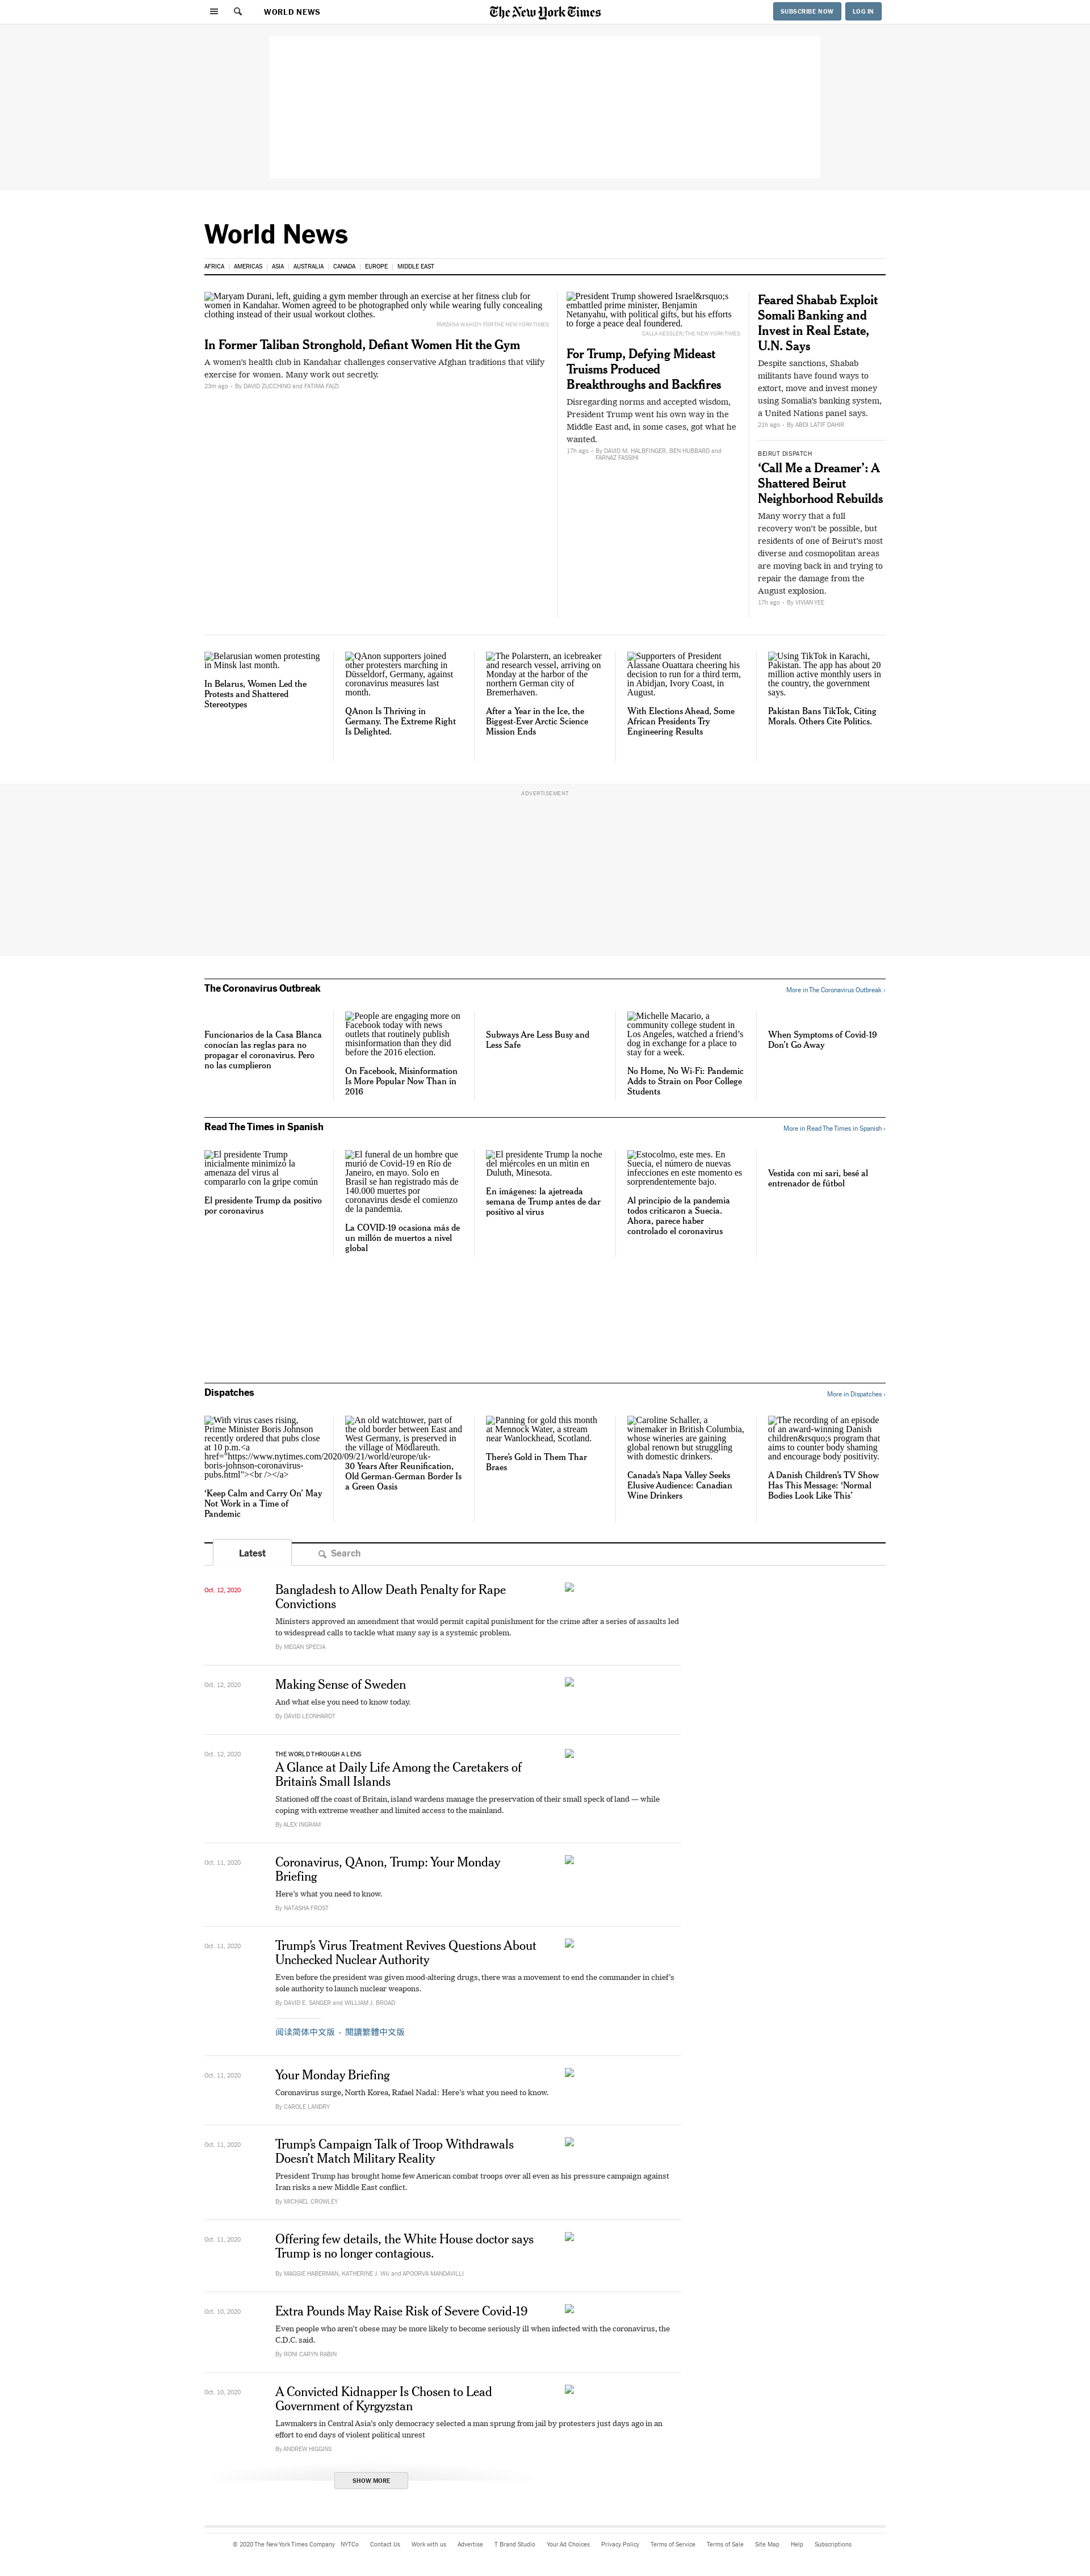 WORLD NEWS
The New York Times
SUBSCRIBE NOW
LOG IN
World News
AFRICA | AMERICAS | ASIA | AUSTRALIA | CANADA | EUROPE | MIDDLE EAST
Maryam Durani, left, guiding a gym member through an exercise at her fitness club for
women in Kandahar. Women agreed to be photographed only while wearing fully concealing
clothing instead of their usual workout clothes.
FARZANA WAHIDY FOR THE NEW YORK TIMES
In Former Taliban Stronghold, Defiant Women Hit the Gym
A women's health club in Kandahar challenges conservative Afghan traditions that vilify
exercise for women. Many work out secretly.
23m ago · By DAVID ZUCCHINO and FATIMA FAIZI
President Trump showed Israel&rsquo;s
embattled prime minister, Benjamin
Netanyahu, with political gifts, but his efforts
to forge a peace deal foundered.
CALLA KESSLER/THE NEW YORK TIMES
For Trump, Defying Mideast
Truisms Produced
Breakthroughs and Backfires
Disregarding norms and accepted wisdom,
President Trump went his own way in the
Middle East and, in some cases, got what he
wanted.
17h ago · By DAVID M. HALBFINGER, BEN HUBBARD and
FARNAZ FASSIHI
Feared Shabab Exploit
Somali Banking and
Invest in Real Estate,
U.N. Says
Despite sanctions, Shabab
militants have found ways to
extort, move and invest money
using Somalia's banking system,
a United Nations panel says.
21h ago · By ABDI LATIF DAHIR
BEIRUT DISPATCH
‘Call Me a Dreamer’: A
Shattered Beirut
Neighborhood Rebuilds
Many worry that a full
recovery won't be possible, but
residents of one of Beirut's most
diverse and cosmopolitan areas
are moving back in and trying to
repair the damage from the
August explosion.
17h ago · By VIVIAN YEE
Belarusian women protesting
in Minsk last month.
In Belarus, Women Led the
Protests and Shattered
Stereotypes
QAnon supporters joined
other protesters marching in
Düsseldorf, Germany, against
coronavirus measures last
month.
QAnon Is Thriving in
Germany. The Extreme Right
Is Delighted.
The Polarstern, an icebreaker
and research vessel, arriving on
Monday at the harbor of the
northern German city of
Bremerhaven.
After a Year in the Ice, the
Biggest-Ever Arctic Science
Mission Ends
Supporters of President
Alassane Ouattara cheering his
decision to run for a third term,
in Abidjan, Ivory Coast, in
August.
With Elections Ahead, Some
African Presidents Try
Engineering Results
Using TikTok in Karachi,
Pakistan. The app has about 20
million active monthly users in
the country, the government
says.
Pakistan Bans TikTok, Citing
Morals. Others Cite Politics.
ADVERTISEMENT
The Coronavirus Outbreak
More in The Coronavirus Outbreak ›
Funcionarios de la Casa Blanca
conocían las reglas para no
propagar el coronavirus. Pero
no las cumplieron
People are engaging more on
Facebook today with news
outlets that routinely publish
misinformation than they did
before the 2016 election.
On Facebook, Misinformation
Is More Popular Now Than in
2016
Subways Are Less Busy and
Less Safe
Michelle Macario, a
community college student in
Los Angeles, watched a friend’s
dog in exchange for a place to
stay for a week.
No Home, No Wi-Fi: Pandemic
Adds to Strain on Poor College
Students
When Symptoms of Covid-19
Don't Go Away
Read The Times in Spanish
More in Read The Times in Spanish ›
El presidente Trump
inicialmente minimizó la
amenaza del virus al
compararlo con la gripe común
El presidente Trump da positivo
por coronavirus
El funeral de un hombre que
murió de Covid-19 en Río de
Janeiro, en mayo. Solo en
Brasil se han registrado más de
140.000 muertes por
coronavirus desde el comienzo
de la pandemia.
La COVID-19 ocasiona más de
un millón de muertos a nivel
global
El presidente Trump la noche
del miércoles en un mitin en
Duluth, Minesota.
En imágenes: la ajetreada
semana de Trump antes de dar
positivo al virus
Estocolmo, este mes. En
Suecia, el número de nuevas
infecciones en este momento es
sorprendentemente bajo.
Al principio de la pandemia
todos criticaron a Suecia.
Ahora, parece haber
controlado el coronavirus
Vestida con mi sari, besé al
entrenador de fútbol
Dispatches
More in Dispatches ›
With virus cases rising,
Prime Minister Boris Johnson
recently ordered that pubs close
at 10 p.m.<a
href="https://www.nytimes.com/2020/09/21/world/europe/uk-
boris-johnson-coronavirus-
pubs.html"><br /></a>
‘Keep Calm and Carry On’ May
Not Work in a Time of
Pandemic
An old watchtower, part of
the old border between East and
West Germany, is preserved in
the village of Mödlareuth.
30 Years After Reunification,
Old German-German Border Is
a Green Oasis
Panning for gold this month
at Mennock Water, a stream
near Wanlockhead, Scotland.
There's Gold in Them Thar
Braes
Caroline Schaller, a
winemaker in British Columbia,
whose wineries are gaining
global renown but struggling
with domestic drinkers.
Canada's Napa Valley Seeks
Elusive Audience: Canadian
Wine Drinkers
The recording of an episode
of an award-winning Danish
children&rsquo;s program that
aims to counter body shaming
and encourage body positivity.
A Danish Children's TV Show
Has This Message: ‘Normal
Bodies Look Like This’
Latest
Search
Oct. 12, 2020
Bangladesh to Allow Death Penalty for Rape
Convictions
Ministers approved an amendment that would permit capital punishment for the crime after a series of assaults led
to widespread calls to tackle what many say is a systemic problem.
By MEGAN SPECIA
Oct. 12, 2020
Making Sense of Sweden
And what else you need to know today.
By DAVID LEONHARDT
Oct. 12, 2020
THE WORLD THROUGH A LENS
A Glance at Daily Life Among the Caretakers of
Britain's Small Islands
Stationed off the coast of Britain, island wardens manage the preservation of their small speck of land — while
coping with extreme weather and limited access to the mainland.
By ALEX INGRAM
Oct. 11, 2020
Coronavirus, QAnon, Trump: Your Monday
Briefing
Here's what you need to know.
By NATASHA FROST
Oct. 11, 2020
Trump's Virus Treatment Revives Questions About
Unchecked Nuclear Authority
Even before the president was given mood-altering drugs, there was a movement to end the commander in chief's
sole authority to launch nuclear weapons.
By DAVID E. SANGER and WILLIAM J. BROAD
阅读简体中文版 · 閱讀繁體中文版
Oct. 11, 2020
Your Monday Briefing
Coronavirus surge, North Korea, Rafael Nadal: Here's what you need to know.
By CAROLE LANDRY
Oct. 11, 2020
Trump's Campaign Talk of Troop Withdrawals
Doesn't Match Military Reality
President Trump has brought home few American combat troops over all even as his pressure campaign against
Iran risks a new Middle East conflict.
By MICHAEL CROWLEY
Oct. 11, 2020
Offering few details, the White House doctor says
Trump is no longer contagious.
By MAGGIE HABERMAN, KATHERINE J. WU and APOORVA MANDAVILLI
Oct. 10, 2020
Extra Pounds May Raise Risk of Severe Covid-19
Even people who aren't obese may be more likely to become seriously ill when infected with the coronavirus, the
C.D.C. said.
By RONI CARYN RABIN
Oct. 10, 2020
A Convicted Kidnapper Is Chosen to Lead
Government of Kyrgyzstan
Lawmakers in Central Asia's only democracy selected a man sprung from jail by protesters just days ago in an
effort to end days of violent political unrest
By ANDREW HIGGINS
SHOW MORE
© 2020 The New York Times Company NYTCo Contact Us Work with us Advertise T Brand Studio Your Ad Choices Privacy Policy Terms of Service Terms of Sale Site Map Help Subscriptions